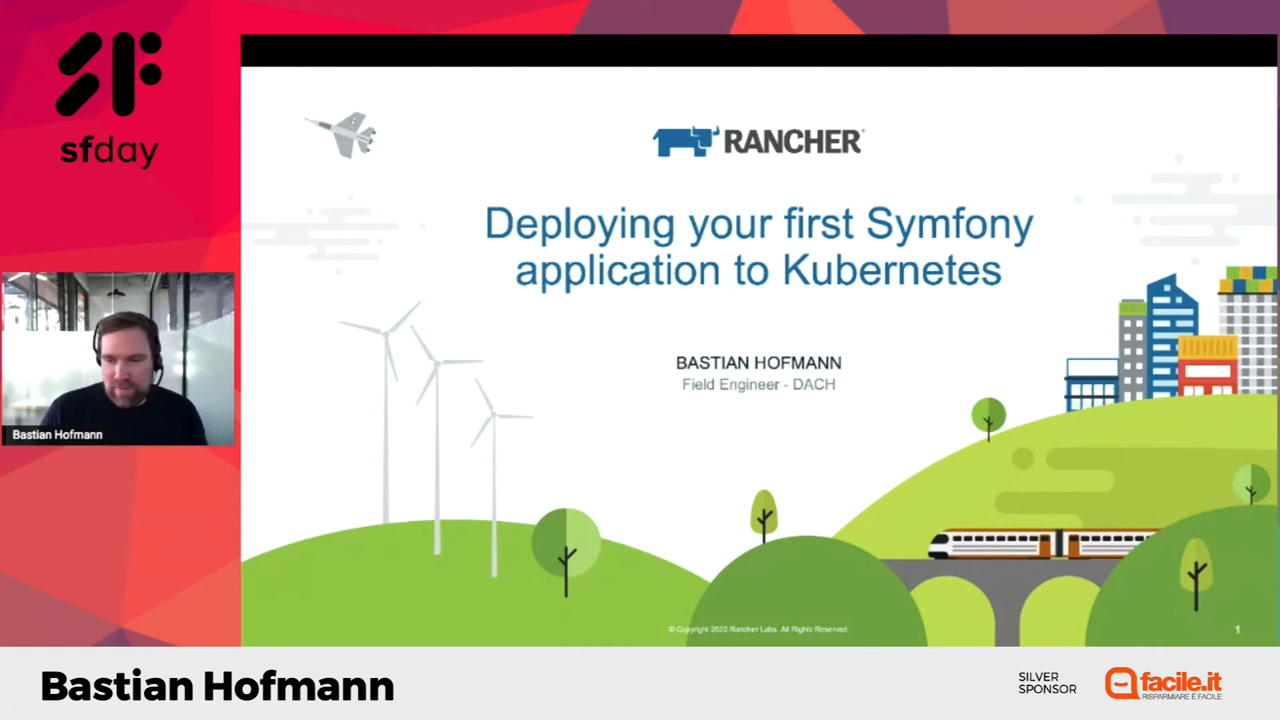 SF
sfday
RANCHER
Deploying your first Symfony
application to Kubernetes
BASTIAN HOFMANN
Field Engineer - DACH
Bastian Hofmann
© Copyright 2020 Rancher Labs. All Rights Reserved.
1
Bastian Hofmann
SILVER
SPONSOR
facile.it
RISPARMIARE È FACILE